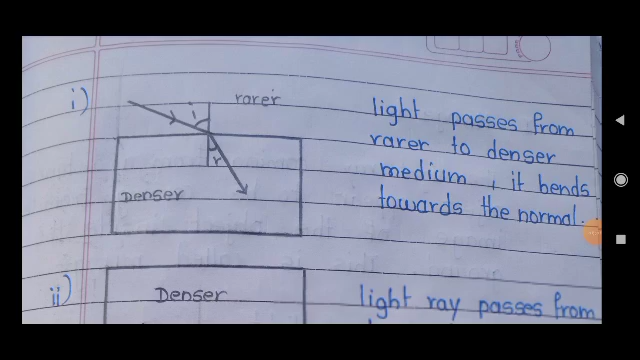 i)
rarer
i
r
Denser
light passes from
rarer to denser
medium, it bends
towards the normal.
ii)
Denser
light ray passes from